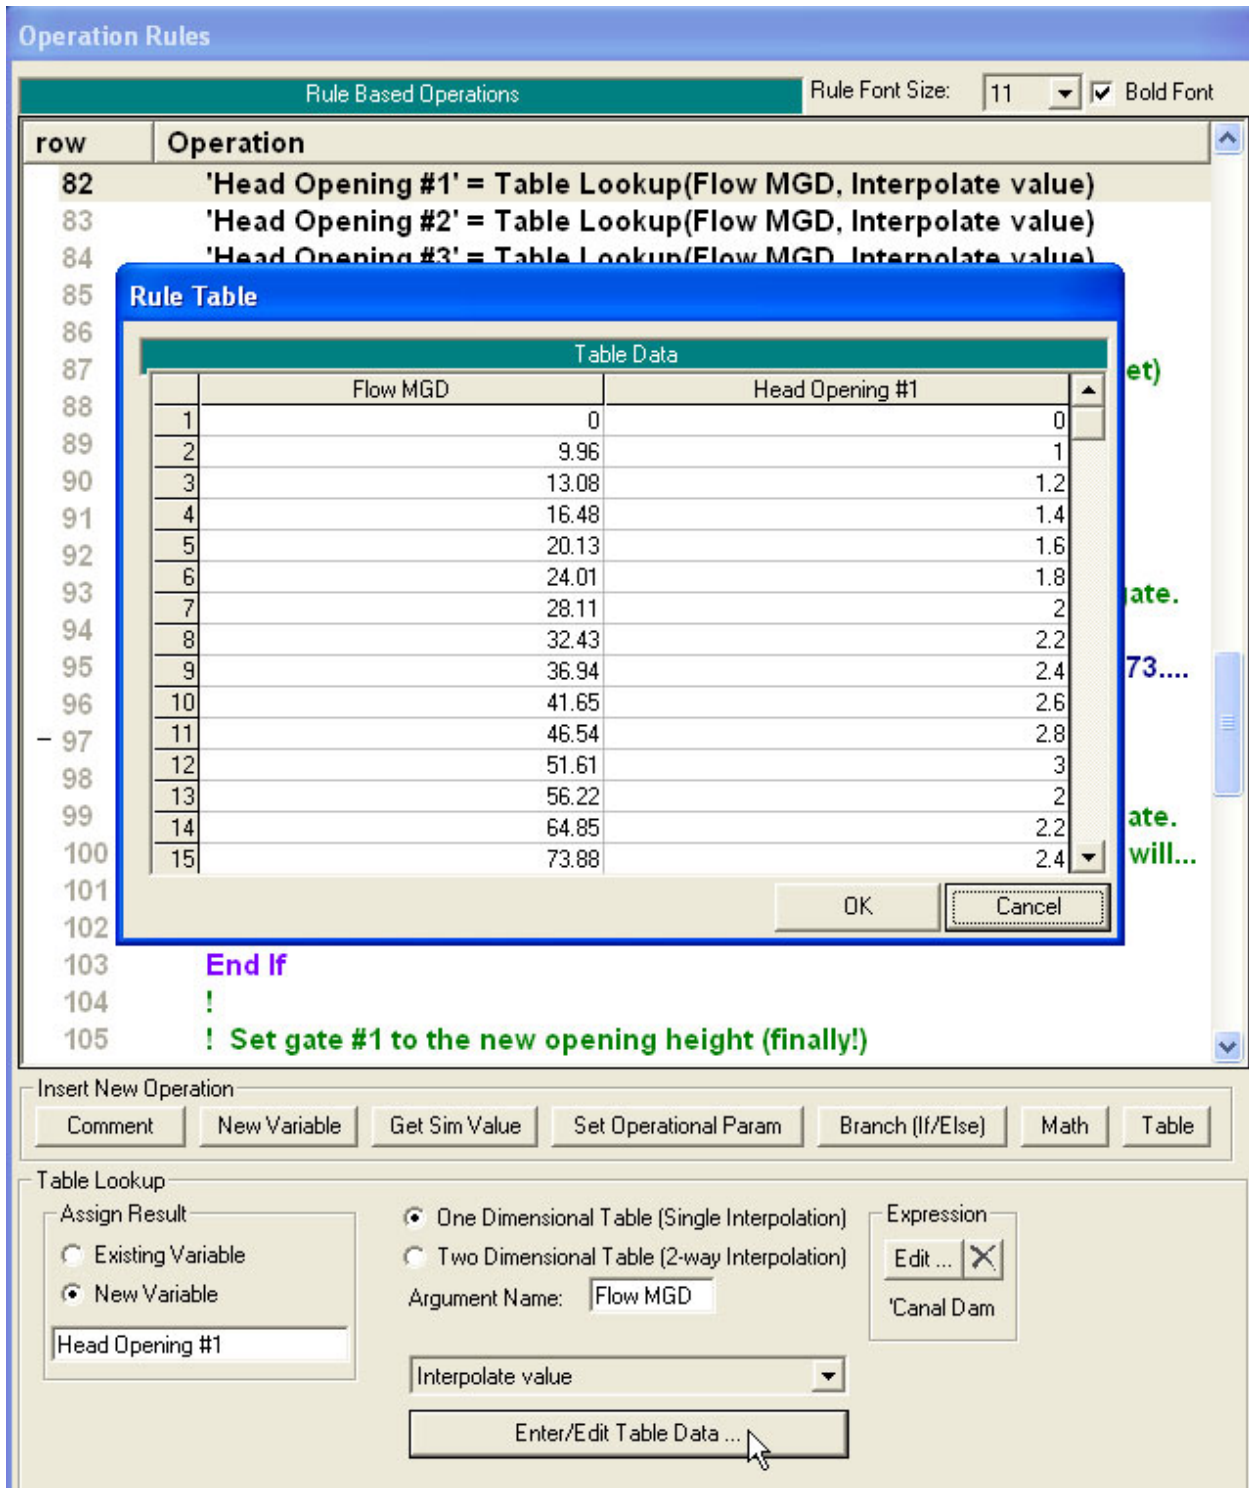 Operation Rules
Rule Based Operations Rule Font Size: 11 Bold Font
row Operation
82 'Head Opening #1' = Table Lookup(Flow MGD, Interpolate value)
83 'Head Opening #2' = Table Lookup(Flow MGD, Interpolate value)
84 'Head Opening #3' = Table Lookup(Flow MGD, Interpolate value)
85
Rule Table
86
Table Data
87 et)
Flow MGD Head Opening #1
88
1 0 0
89
2 9.96 1
90
3 13.08 1.2
91
4 16.48 1.4
92
5 20.13 1.6
6 24.01 1.8
93 gate.
7 28.11 2
94
8 32.43 2.2
95 73....
9 36.94 2.4
96
10 41.65 2.6
– 97
11 46.54 2.8
98
12 51.61 3
13 56.22 2
99 ate.
14 64.85 2.2
100 will...
15 73.88 2.4
101
OK Cancel
102
103 End If
104 !
105 ! Set gate #1 to the new opening height (finally!)
Insert New Operation
Comment New Variable Get Sim Value Set Operational Param Branch (If/Else) Math Table
Table Lookup
Assign Result One Dimensional Table (Single Interpolation) Expression
Existing Variable Two Dimensional Table (2-way Interpolation) Edit ...
New Variable Argument Name: Flow MGD 'Canal Dam
Head Opening #1
Interpolate value
Enter/Edit Table Data ...